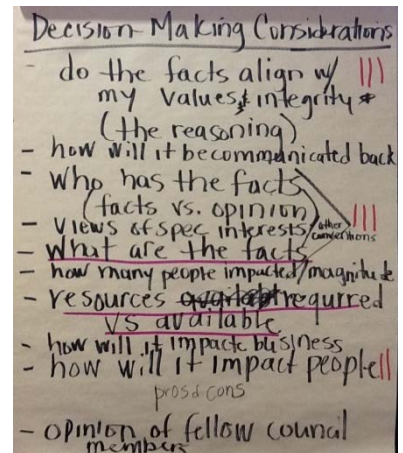 Decision Making Considerations
- do the facts align w/ |||
my values, & integrity *
(the reasoning)
- how will it be communicated back
- Who has the facts
(facts vs. opinion)
- views of spec interests/other |||
- What are the facts
- how many people impacted/magnitude
- resources required
vs available
- how will it impact business
- how will it impact people ||
pros & cons
- opinion of fellow council
members